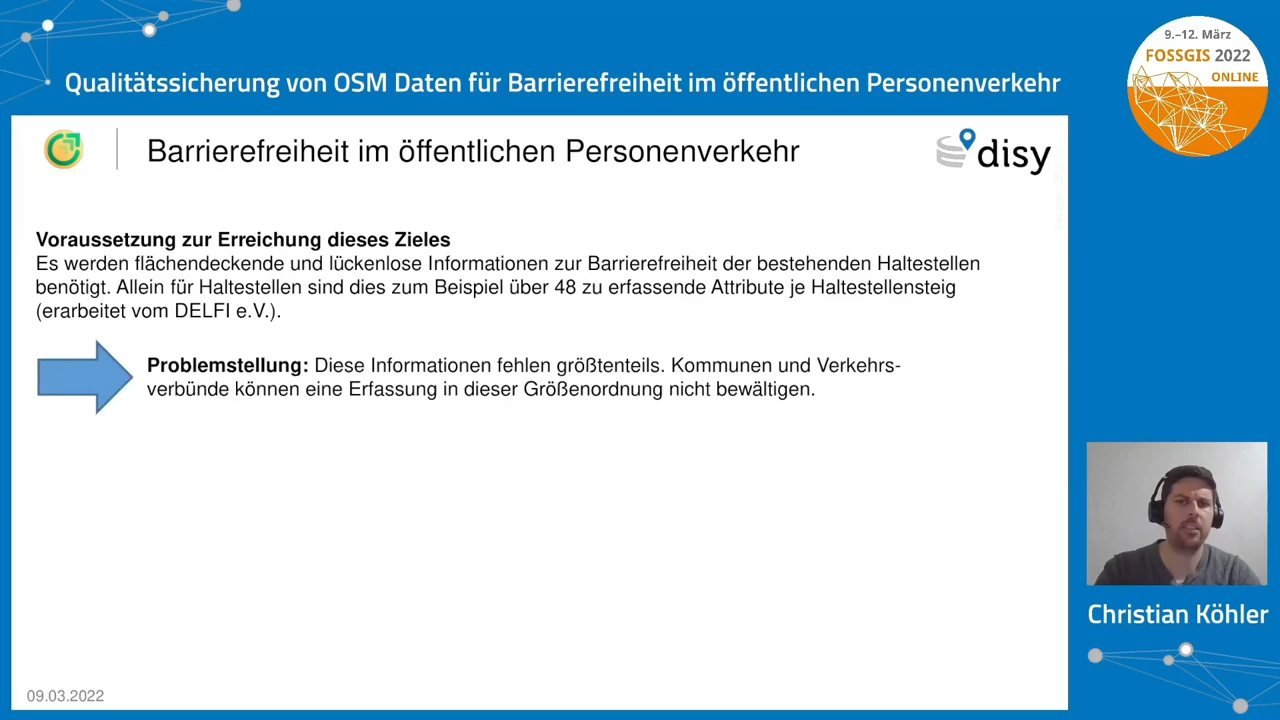 9.–12. März
FOSSGIS 2022
ONLINE
Qualitätssicherung von OSM Daten für Barrierefreiheit im öffentlichen Personenverkehr
Barrierefreiheit im öffentlichen Personenverkehr
disy
Voraussetzung zur Erreichung dieses Zieles
Es werden flächendeckende und lückenlose Informationen zur Barrierefreiheit der bestehenden Haltestellen
benötigt. Allein für Haltestellen sind dies zum Beispiel über 48 zu erfassende Attribute je Haltestellensteig
(erarbeitet vom DELFI e.V.).
Problemstellung: Diese Informationen fehlen größtenteils. Kommunen und Verkehrs-
verbünde können eine Erfassung in dieser Größenordnung nicht bewältigen.
Christian Köhler
09.03.2022